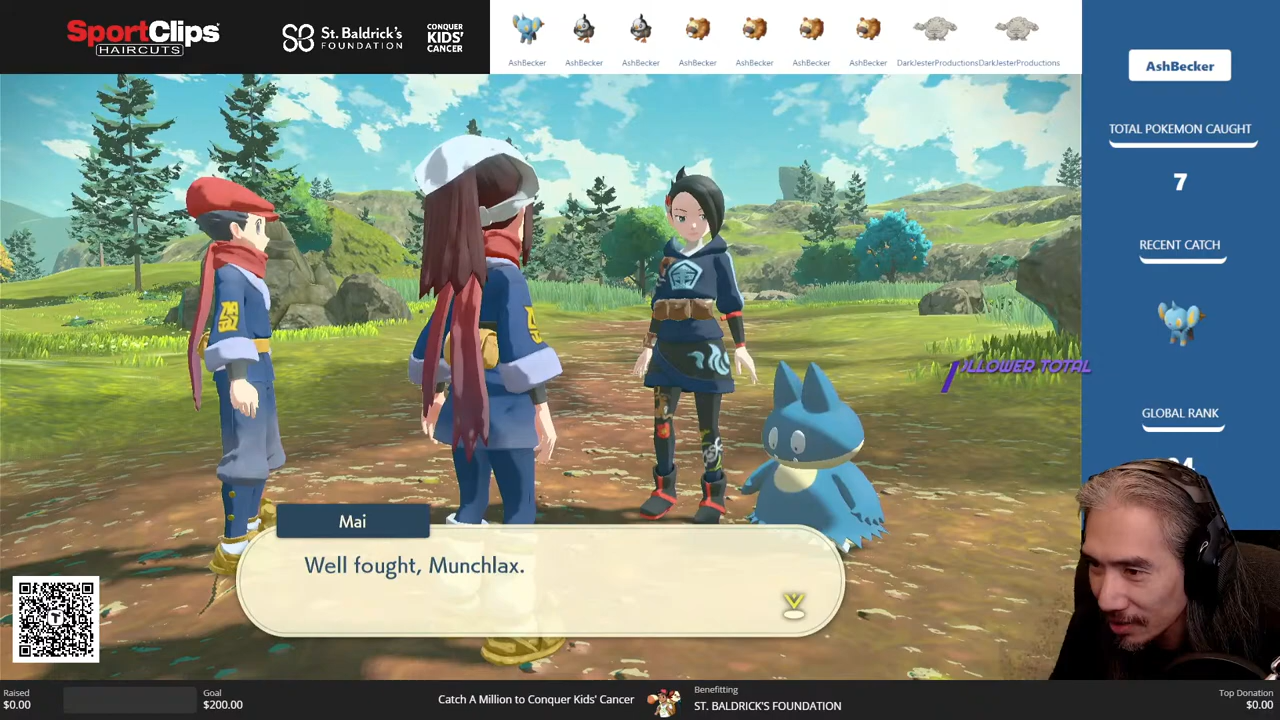 SportClips
HAIRCUTS
St. Baldrick's
FOUNDATION
CONQUER
KIDS'
CANCER
AshBecker
AshBecker
AshBecker
AshBecker
AshBecker
AshBecker
AshBecker
DarkJesterProductions
DarkJesterProductions
AshBecker
TOTAL POKEMON CAUGHT
7
RECENT CATCH
GLOBAL RANK
LLOWER TOTAL
Mai
Well fought, Munchlax.
Raised
$0.00
Goal
$200.00
Catch A Million to Conquer Kids' Cancer
Benefitting
ST. BALDRICK'S FOUNDATION
Top Donation
$0.00